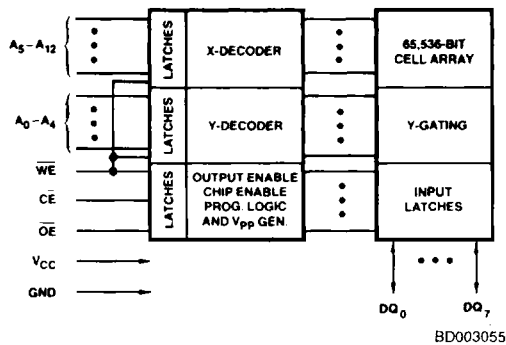 A5–A12
LATCHES
X-DECODER
65,536-BIT
CELL ARRAY
A0–A4
LATCHES
Y-DECODER
Y-GATING
WE
CE
OE
LATCHES
OUTPUT ENABLE
CHIP ENABLE
PROG. LOGIC
AND VPP GEN.
INPUT
LATCHES
VCC
GND
DQ0
DQ7
BD003055